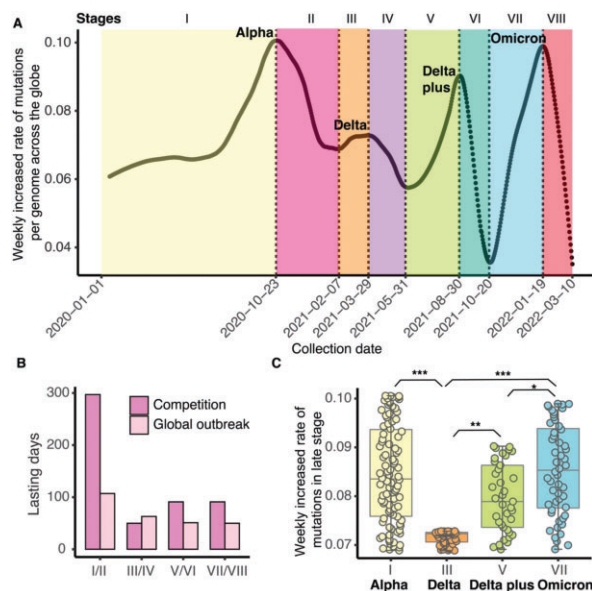 A
Stages I II III IV V VI VII VIII
Weekly increased rate of mutations
per genome across the globe
0.10
0.08
0.06
0.04
Alpha
Delta
Delta
plus
Omicron
2020-01-01
2020-10-23
2021-02-07
2021-03-29
2021-05-31
2021-08-30
2021-10-20
2022-01-19
2022-03-10
Collection date
B
Lasting days
300
200
100
0
Competition
Global outbreak
I/II III/IV V/VI VII/VIII
C
Weekly increased rate of
mutations in late stage
0.10
0.09
0.08
0.07
*** ***
*
**
I III V VII
Alpha Delta Delta plus Omicron